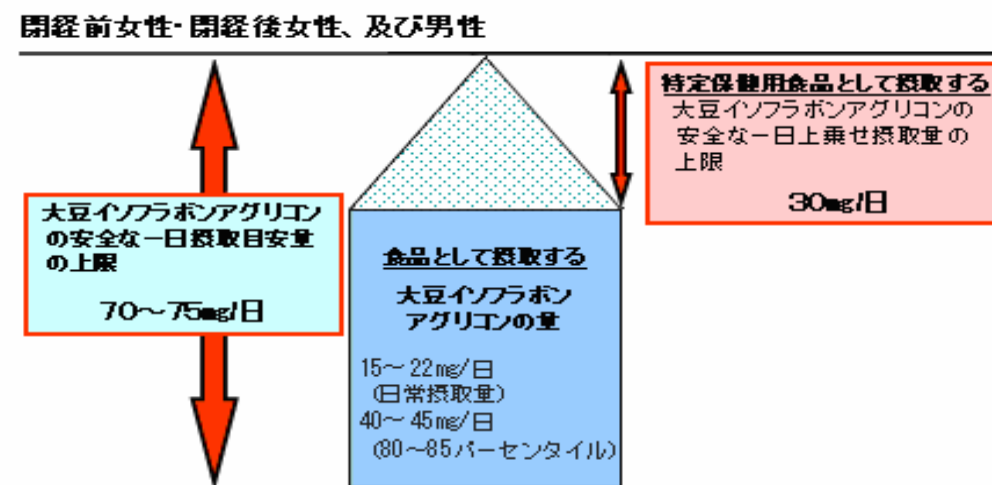 閉経前女性・閉経後女性、及び男性
大豆イソフラボンアグリコン
の安全な一日摂取目安量
の上限
70～75mg/日
食品として摂取する
大豆イソフラボン
アグリコンの量
15～22mg/日
(日常摂取量)
40～45mg/日
(80～85パーセンタイル)
特定保健用食品として摂取する
大豆イソフラボンアグリコンの
安全な一日上乗せ摂取量の
上限
30mg/日